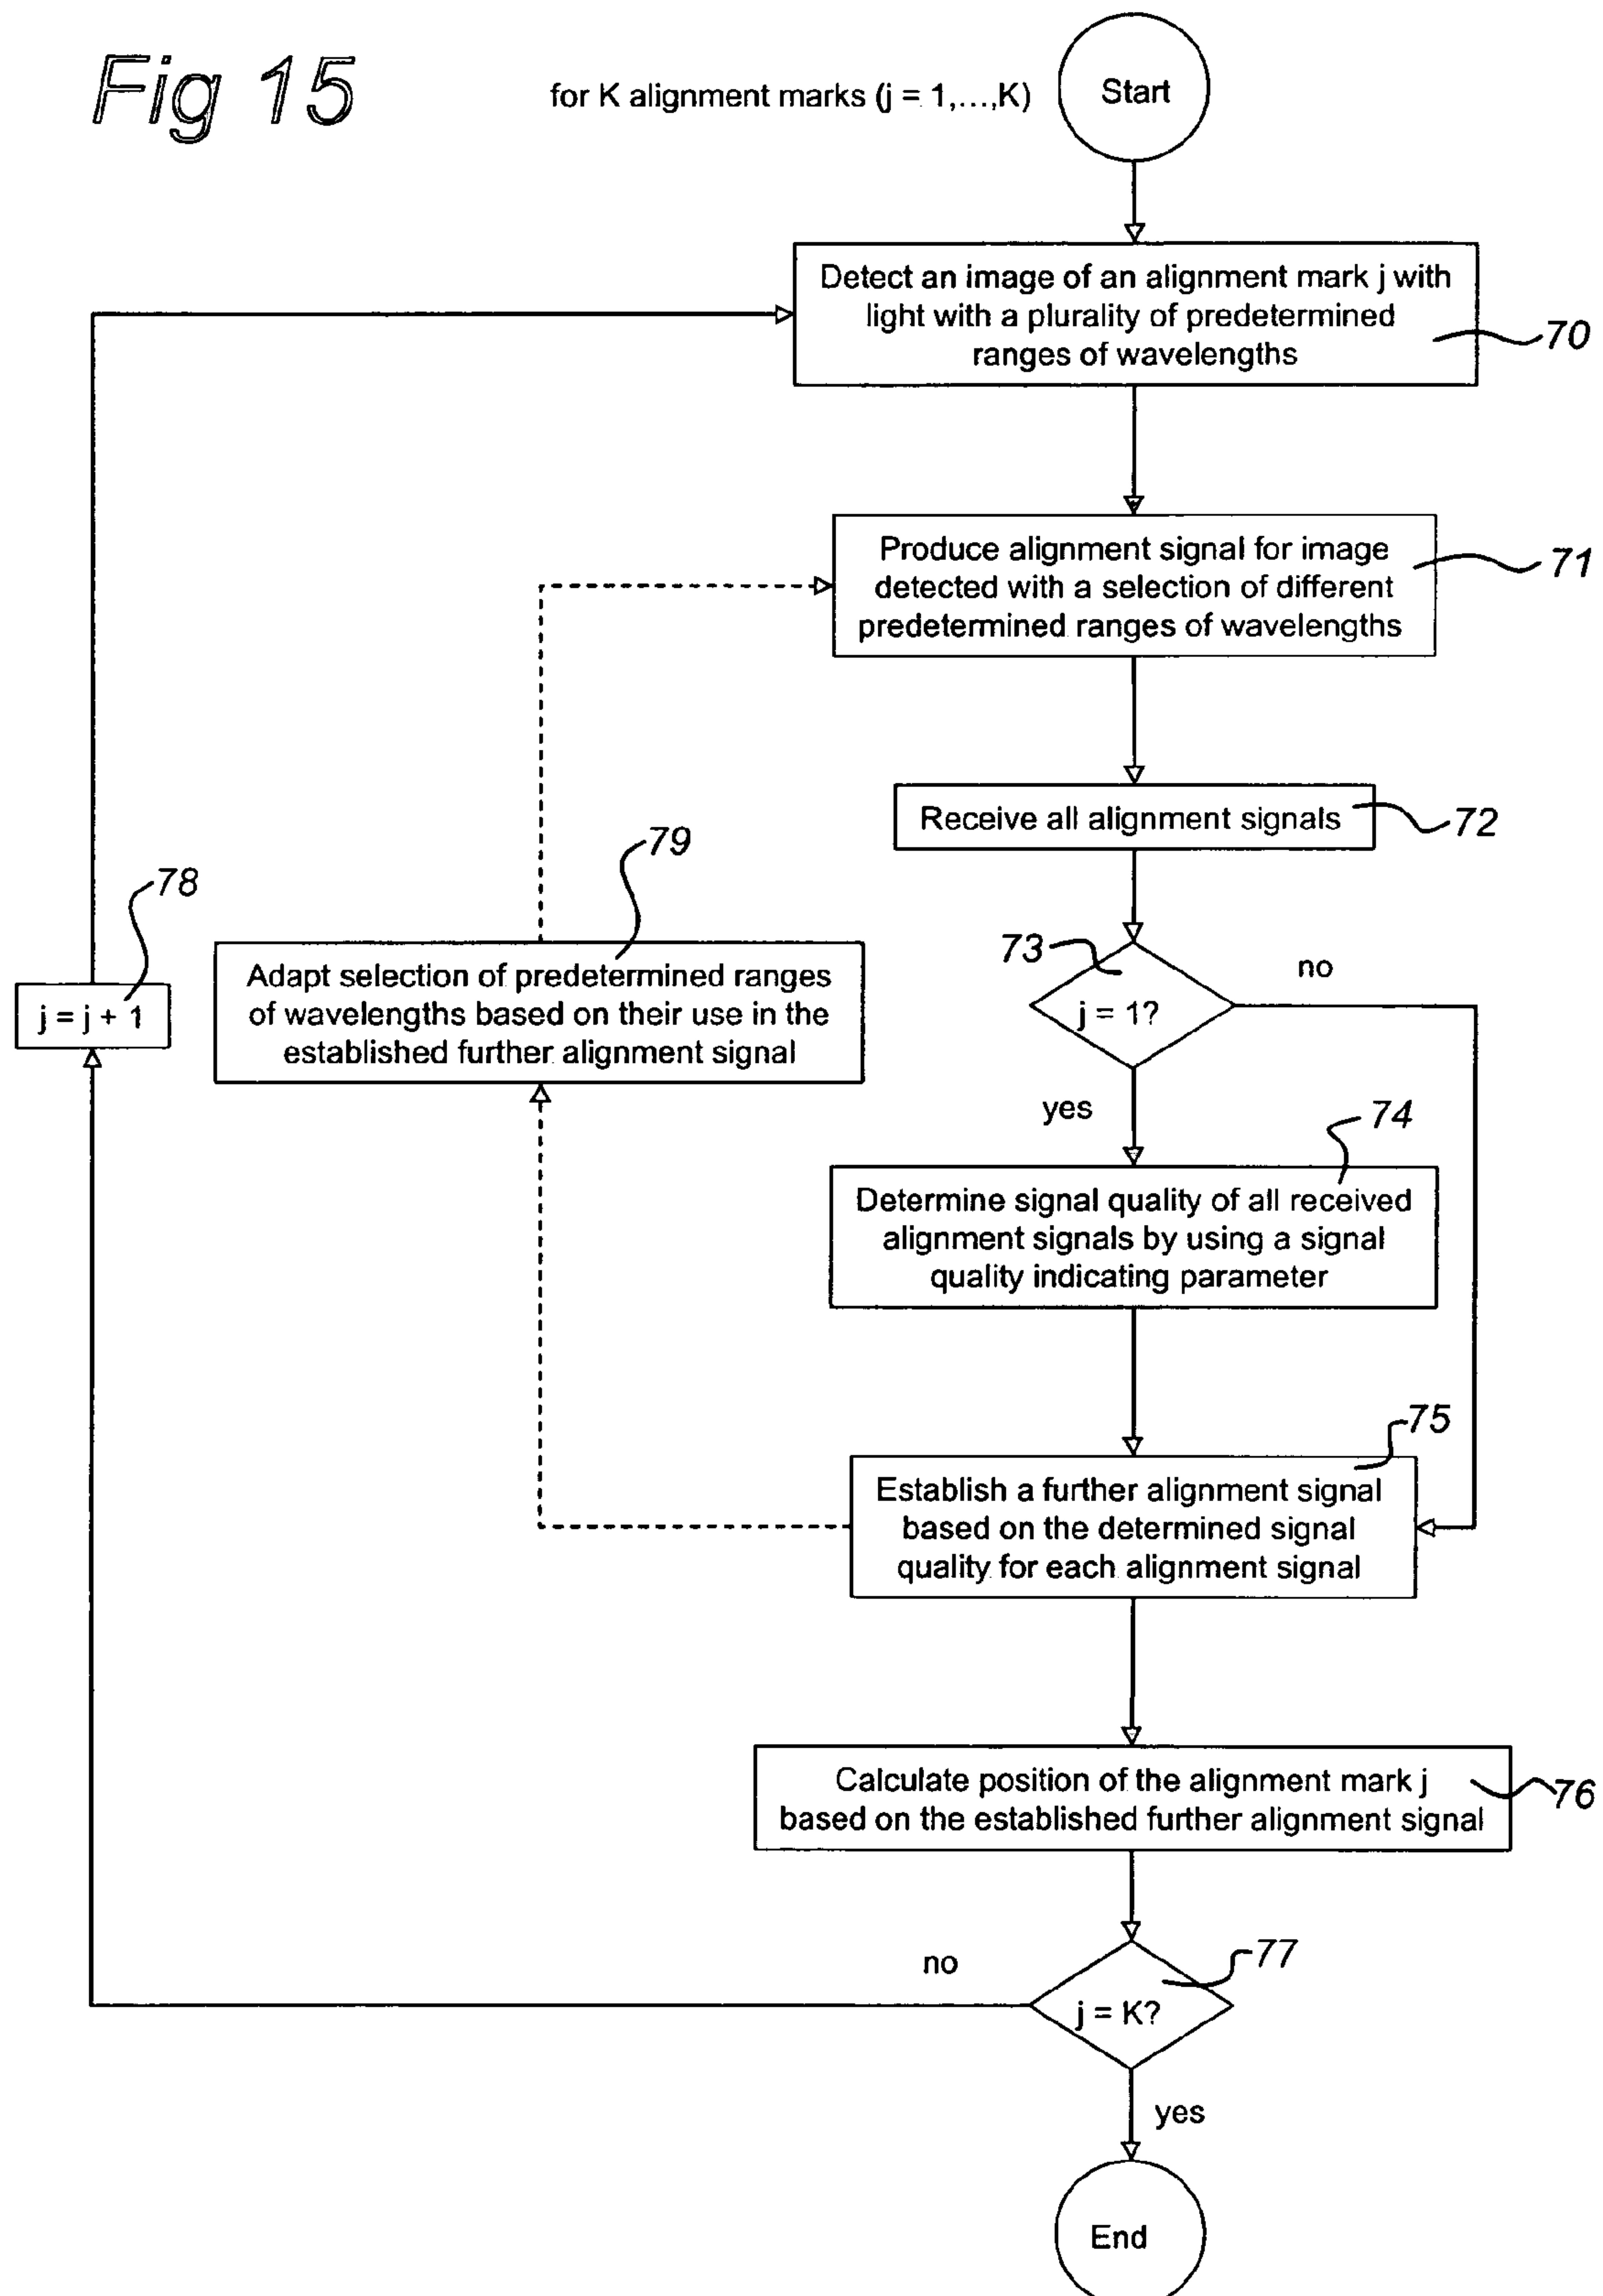 Fig 15
for K alignment marks (j = 1,...,K)
Start
Detect an image of an alignment mark j with
light with a plurality of predetermined
ranges of wavelengths
70
Produce alignment signal for image
detected with a selection of different
predetermined ranges of wavelengths
71
Receive all alignment signals
72
73
j = 1?
no
yes
79
78
Adapt selection of predetermined ranges
of wavelengths based on their use in the
established further alignment signal
j = j + 1
74
Determine signal quality of all received
alignment signals by using a signal
quality indicating parameter
75
Establish a further alignment signal
based on the determined signal
quality for each alignment signal
Calculate position of the alignment mark j
based on the established further alignment signal
76
77
no
j = K?
yes
End